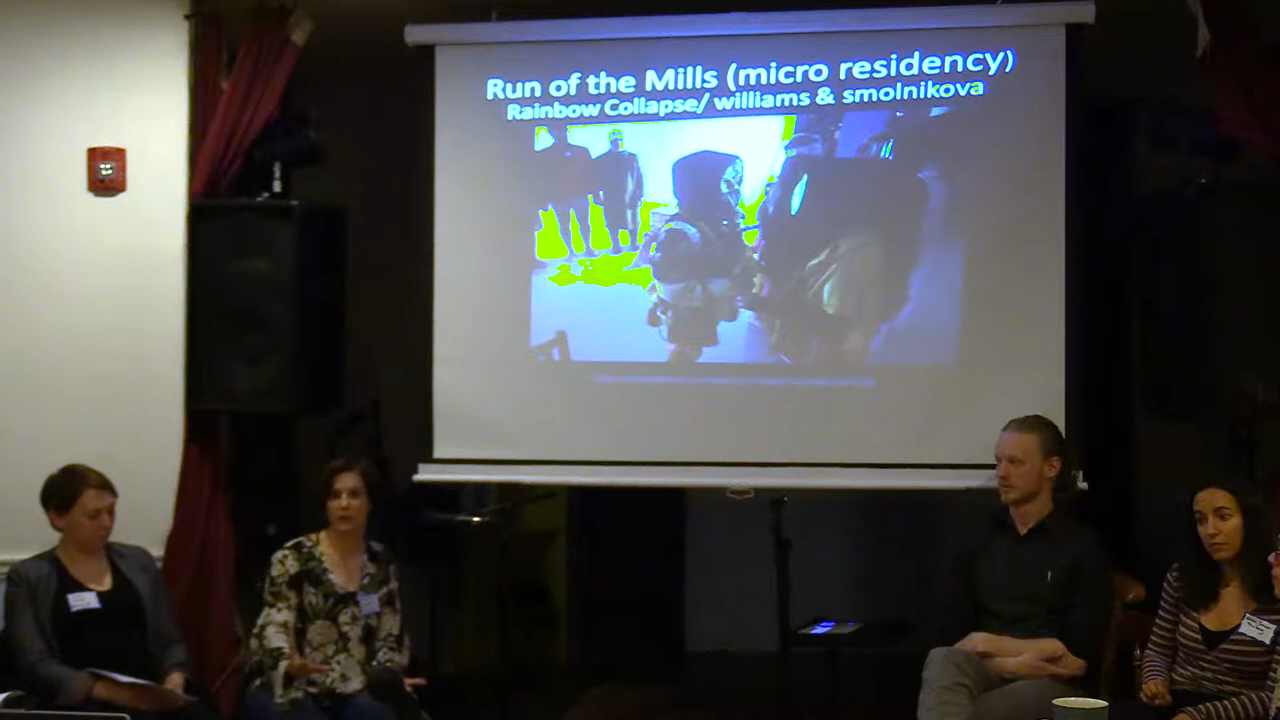 Run of the Mills (micro residency)
Rainbow Collapse/ williams & smolnikova